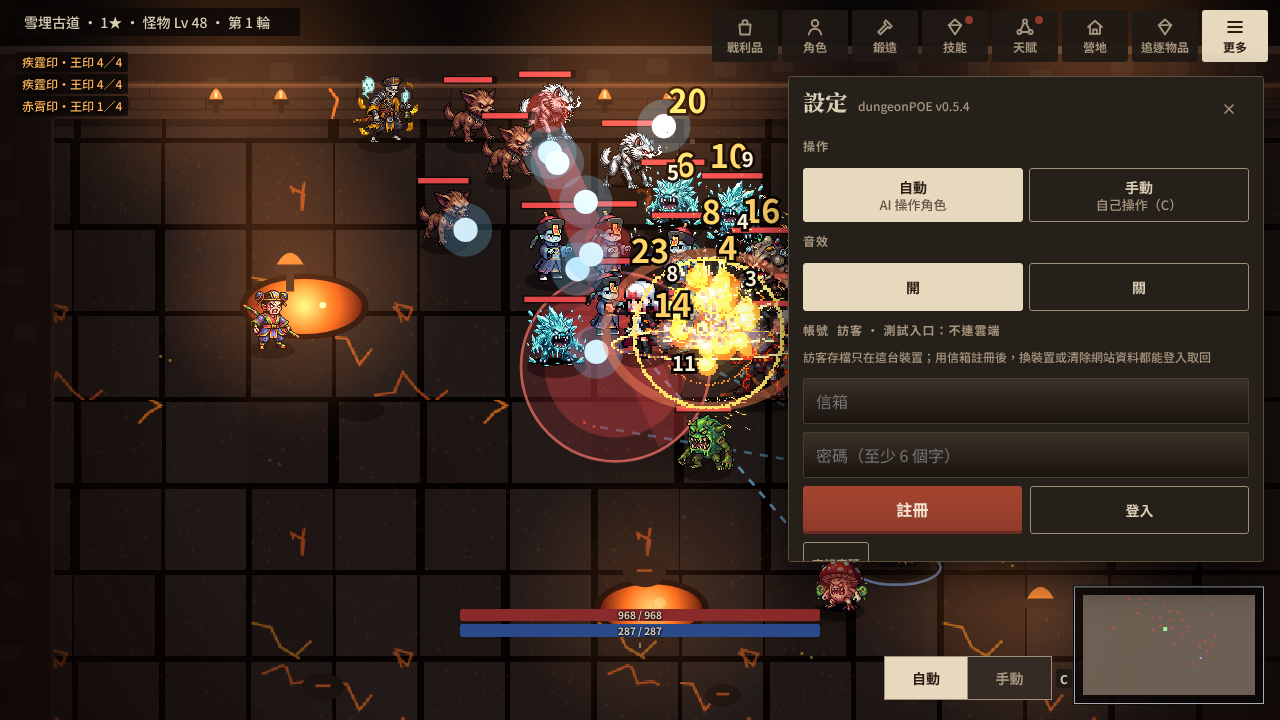 雪埋古道 · 1★ · 怪物 Lv 48 · 第 1 輪
戰利品
角色
鍛造
技能
天賦
營地
追逐物品
更多
疾霆印·王印 4／4
疾霆印·王印 4／4
赤霄印·王印 1／4
設定 dungeonPOE v0.5.4
×
操作
自動
AI 操作角色
手動
自己操作（C）
音效
開
關
帳號 訪客 · 測試入口：不連雲端
訪客存檔只在這台裝置；用信箱註冊後，換裝置或清除網站資料都能登入取回
信箱
密碼（至少 6 個字）
註冊
登入
20
10
9
6
5
8
16
4
23
4
8
3
14
11
968 / 968
287 / 287
自動
手動
C